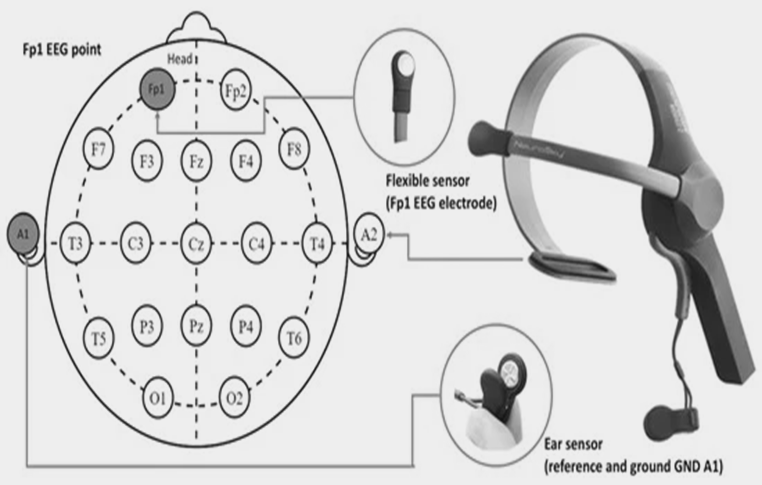 Fp1 EEG point
Head
Fp1
Fp2
F7
F3
Fz
F4
F8
A1
T3
C3
Cz
C4
T4
A2
T5
P3
Pz
P4
T6
O1
O2
Flexible sensor
(Fp1 EEG electrode)
NeuroSky
Ear sensor
(reference and ground GND A1)